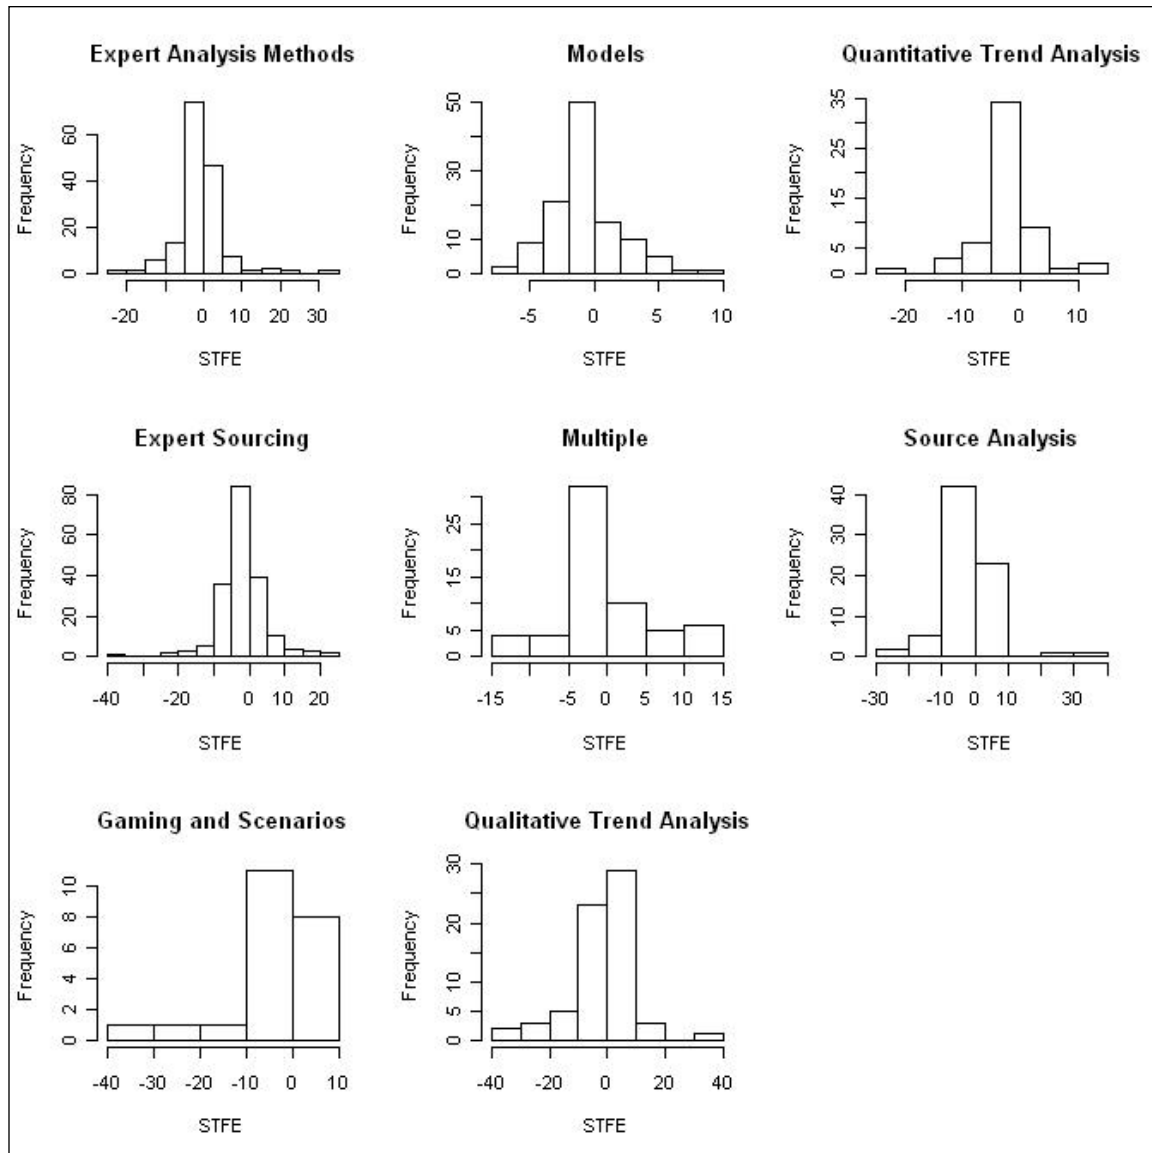 Expert Analysis Methods
Frequency
0 20 40 60
-20 0 10 20 30
STFE
Models
Frequency
0 10 30 50
-5 0 5 10
STFE
Quantitative Trend Analysis
Frequency
0 5 15 25 35
-20 -10 0 10
STFE
Expert Sourcing
Frequency
0 20 40 60 80
-40 -20 0 10 20
STFE
Multiple
Frequency
0 5 15 25
-15 -5 0 5 10 15
STFE
Source Analysis
Frequency
0 10 20 30 40
-30 -10 0 10 30
STFE
Gaming and Scenarios
Frequency
0 2 4 6 8 10
-40 -30 -20 -10 0 10
STFE
Qualitative Trend Analysis
Frequency
0 5 10 20 30
-40 -20 0 20 40
STFE